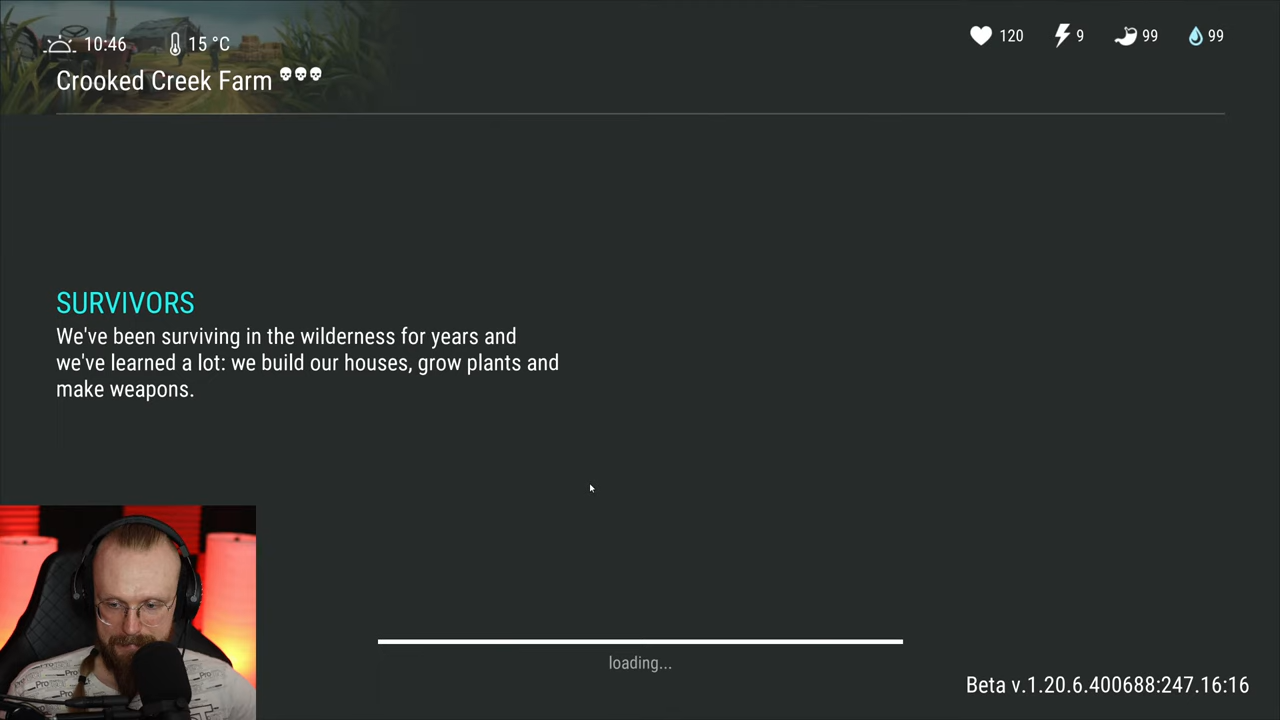 10:46 15 °C
120 9 99 99
Crooked Creek Farm
SURVIVORS
We've been surviving in the wilderness for years and
we've learned a lot: we build our houses, grow plants and
make weapons.
loading...
Beta v.1.20.6.400688:247.16:16